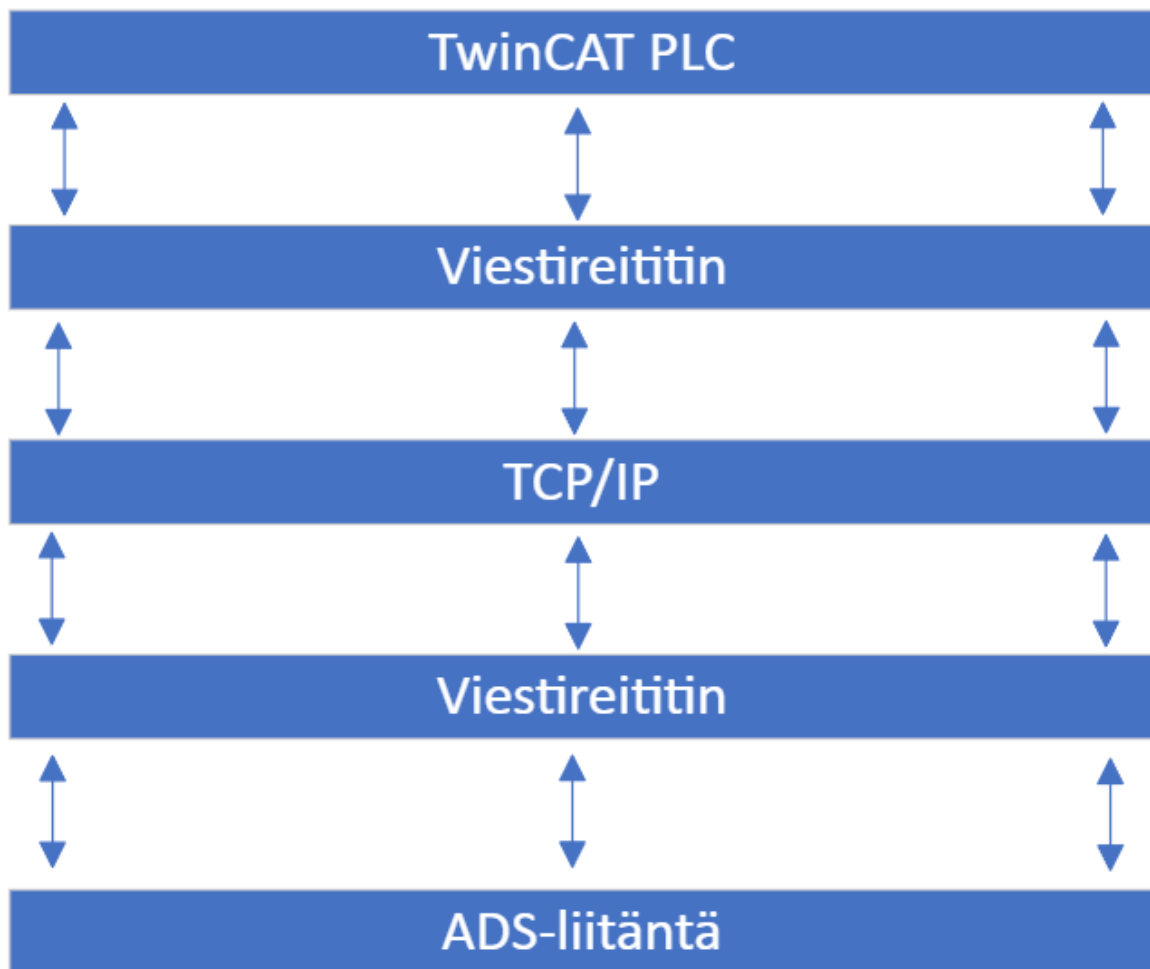 TwinCAT PLC
Viestireititin
TCP/IP
Viestireititin
ADS-liitäntä